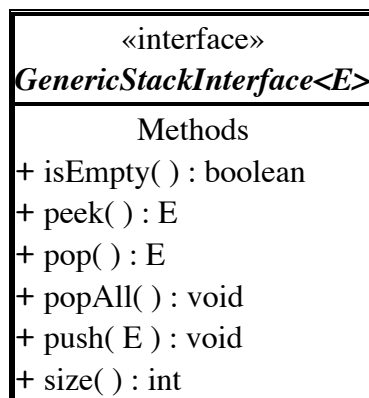 «interface»
GenericStackInterface<E>
Methods
+ isEmpty( ) : boolean
+ peek( ) : E
+ pop( ) : E
+ popAll( ) : void
+ push( E ) : void
+ size( ) : int